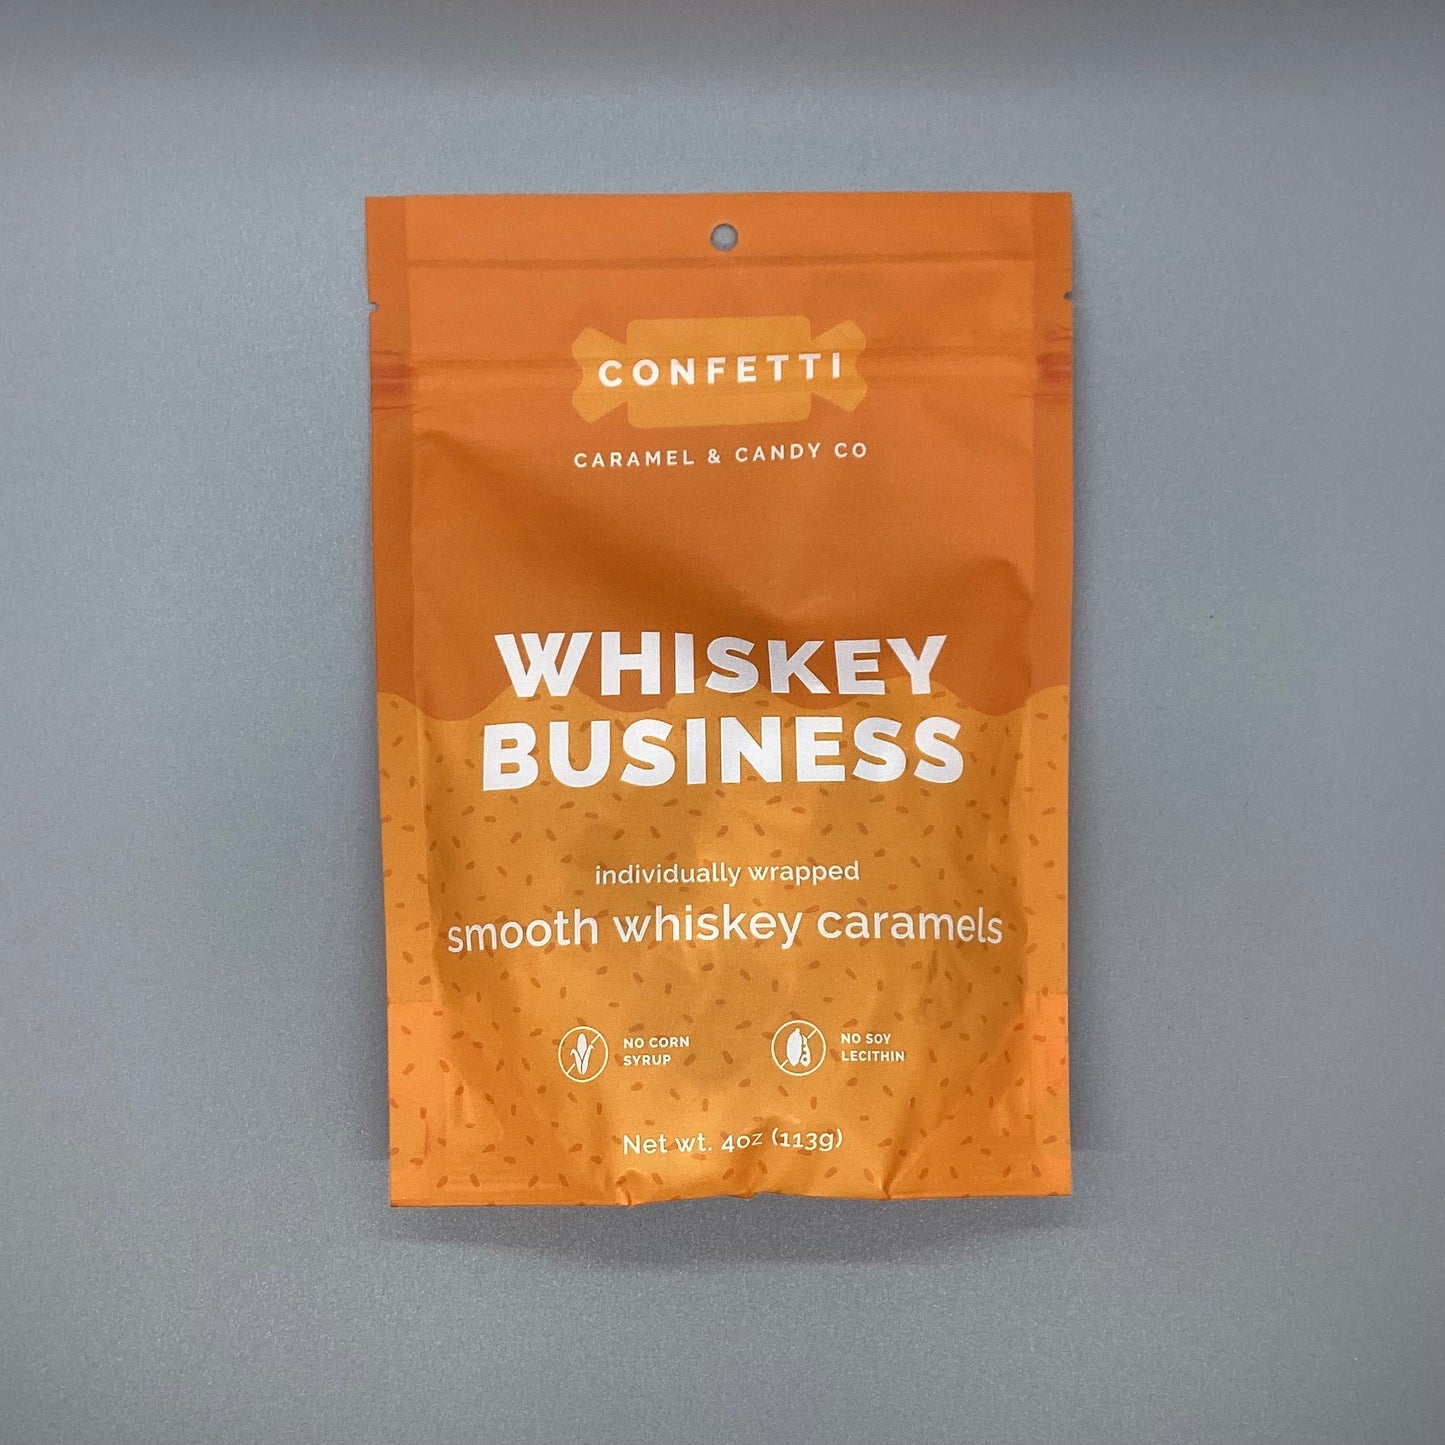 CONFETTI
CARAMEL & CANDY CO
WHISKEY
BUSINESS
individually wrapped
smooth whiskey caramels
NO CORN
SYRUP
NO SOY
LECITHIN
Net wt. 4oz (113g)